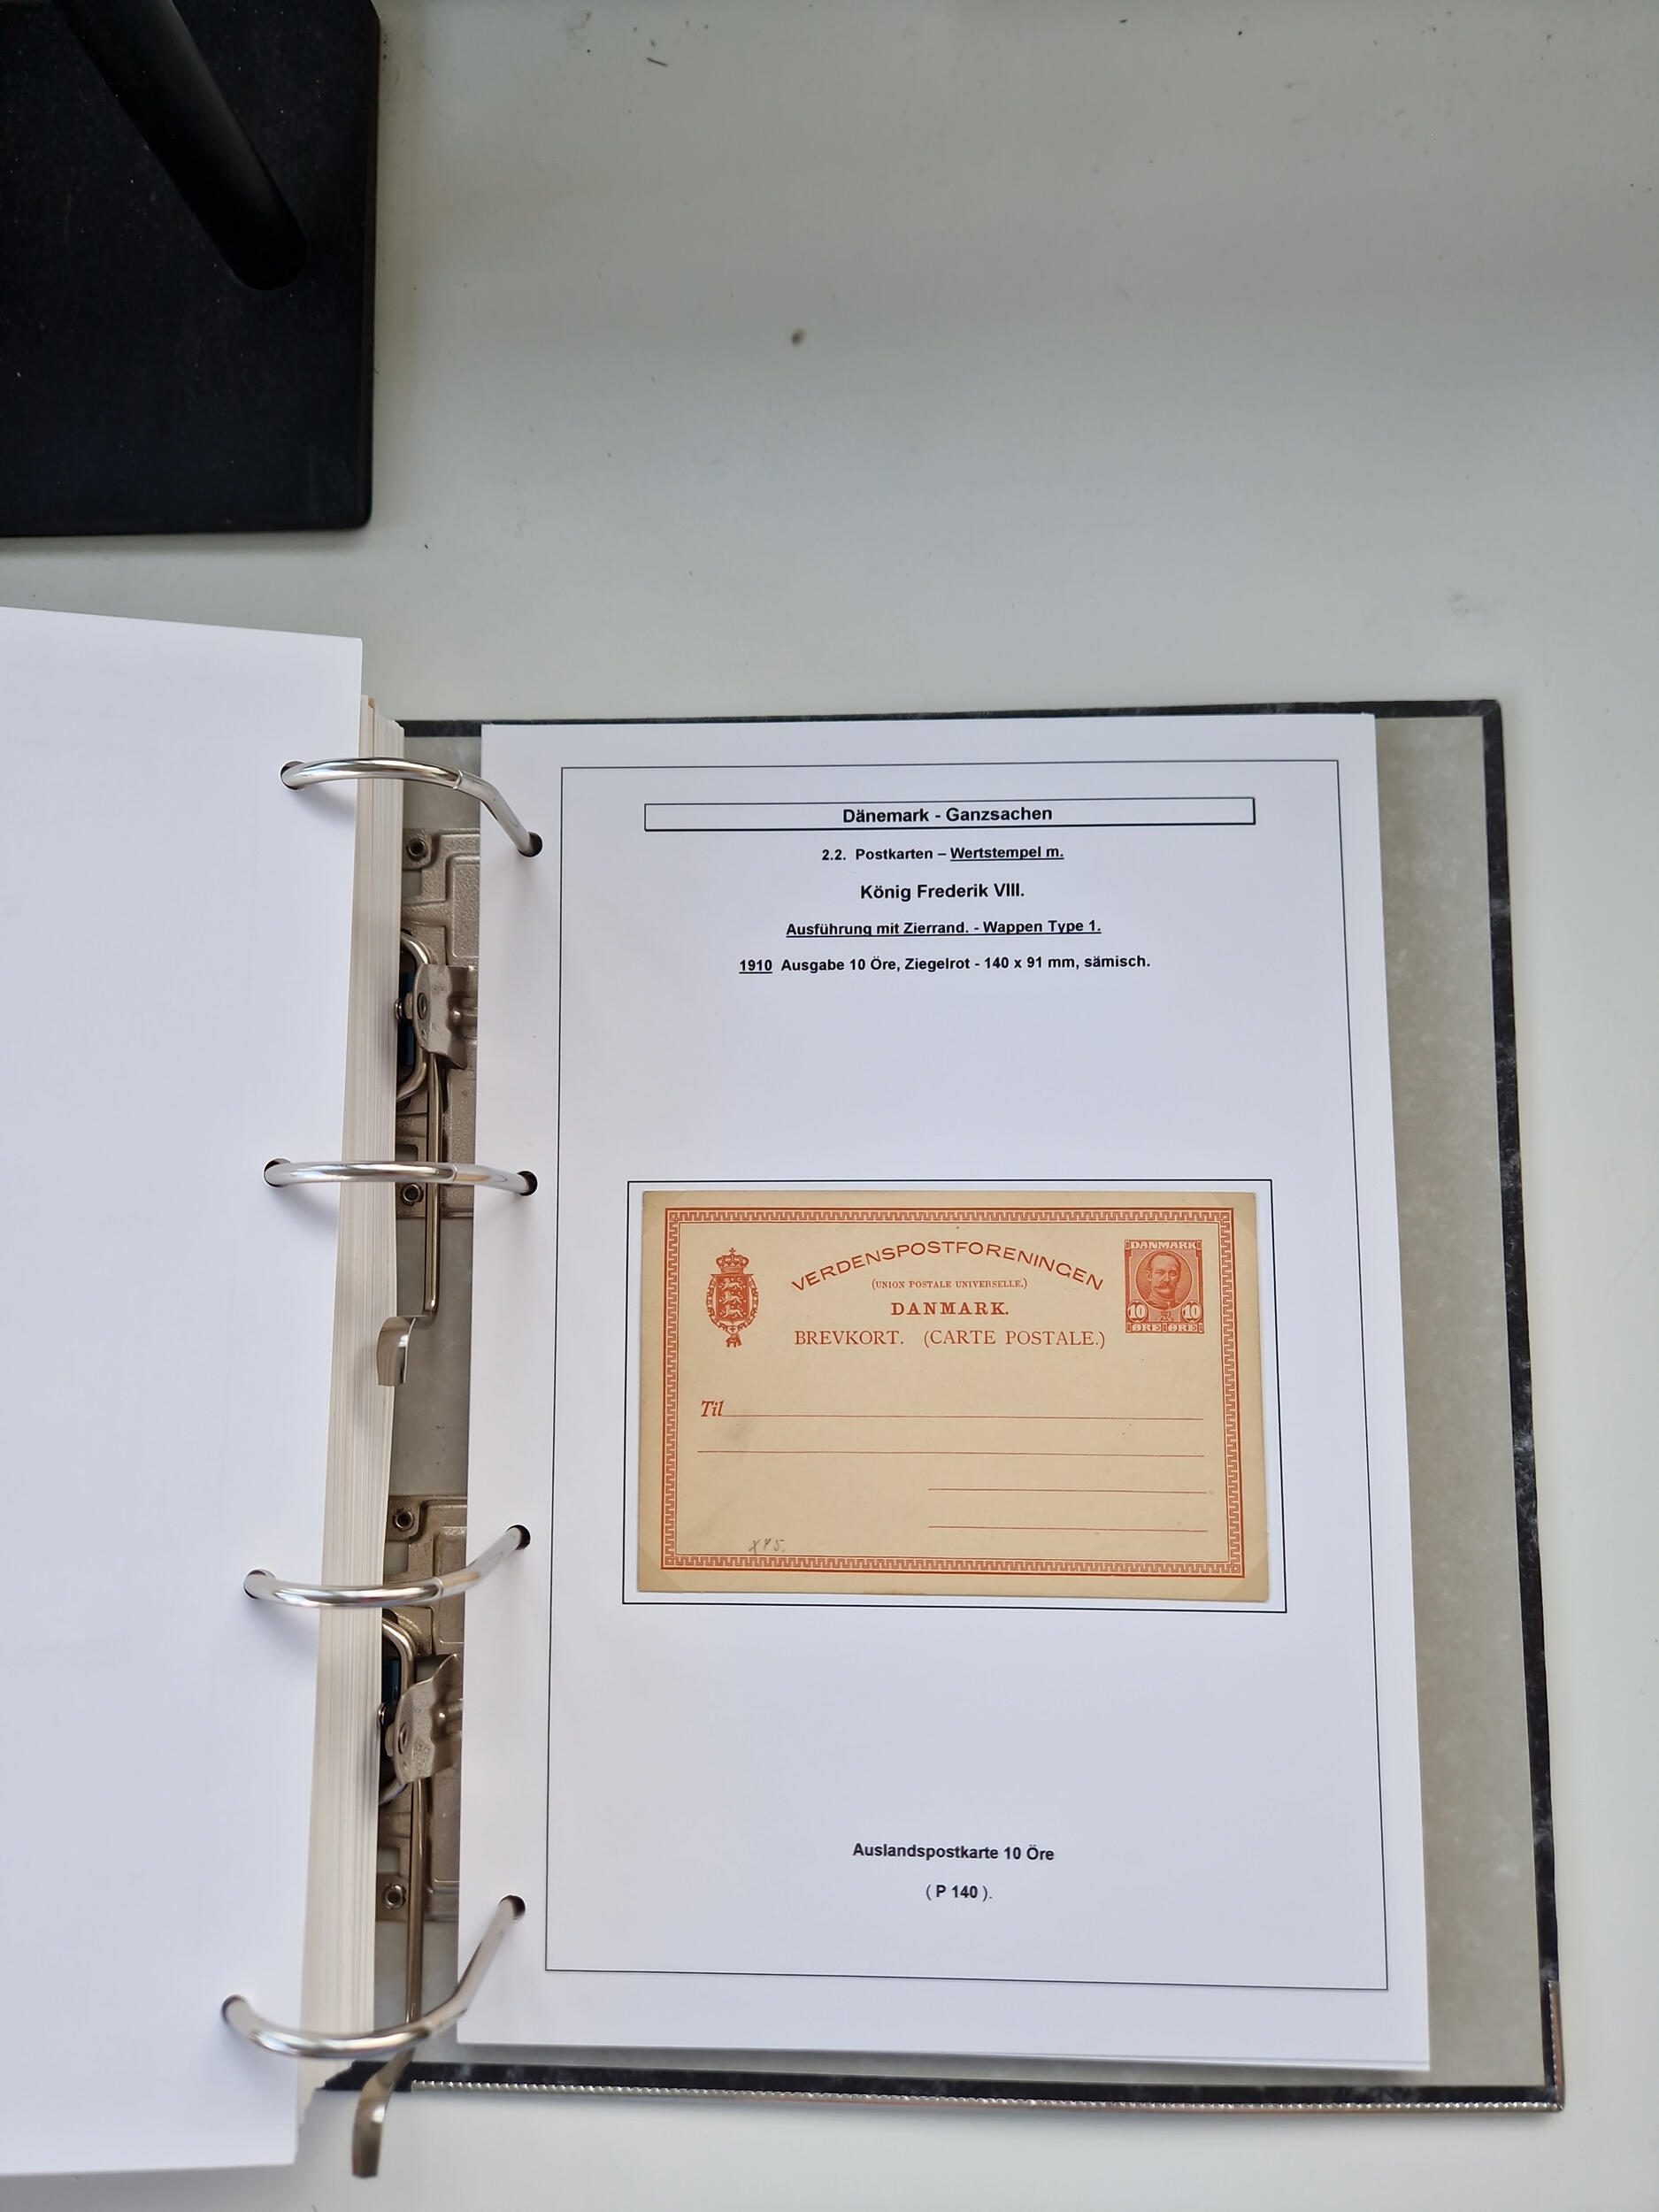 Dänemark - Ganzsachen
2.2. Postkarten – Wertstempel m.
König Frederik VIII.
Ausführung mit Zierrand. - Wappen Type 1.
1910 Ausgabe 10 Öre, Ziegelrot - 140 x 91 mm, sämisch.
VERDENSPOSTFORENINGEN
(UNION POSTALE UNIVERSELLE.)
DANMARK.
BREVKORT. (CARTE POSTALE.)
DANMARK
10 10
ØRE ØRE
Til
Auslandspostkarte 10 Öre
( P 140 ).